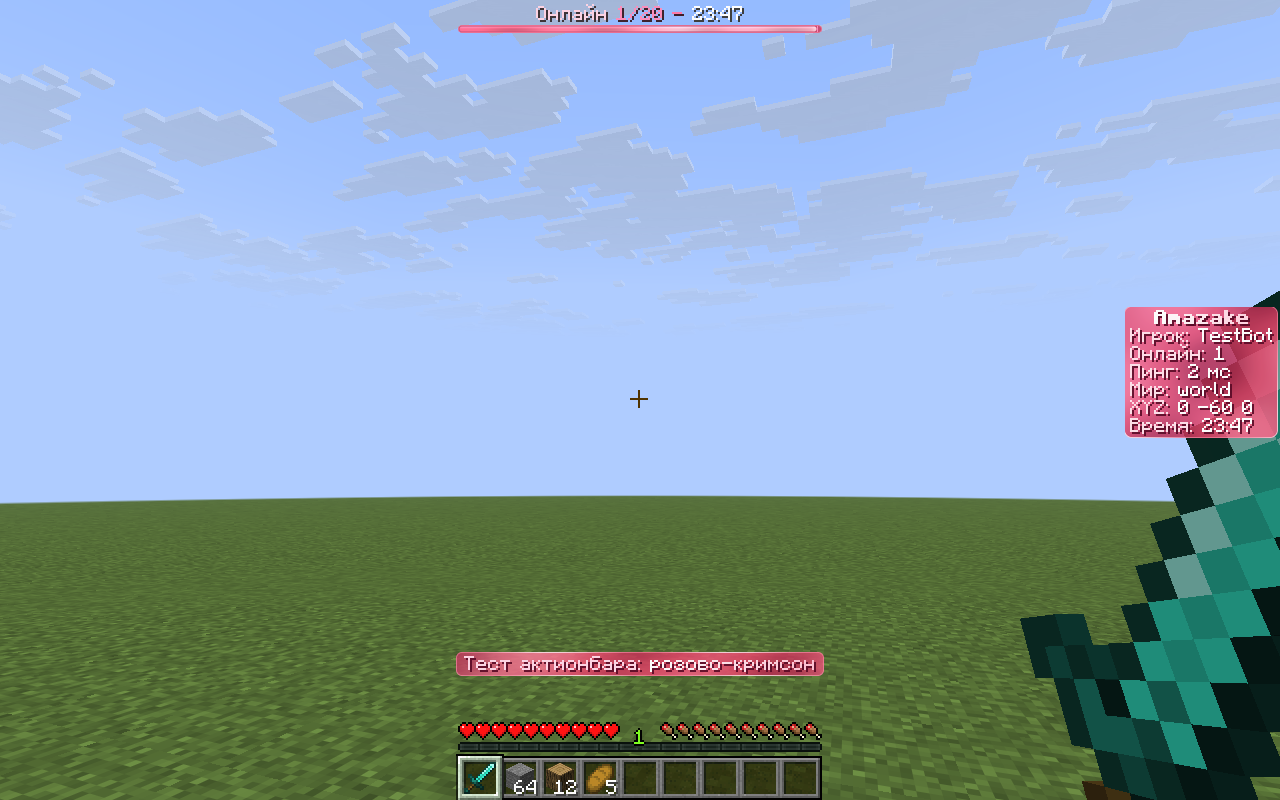 Онлайн 1/20 - 23:47
Amazake
Игрок: TestBot
Онлайн: 1
Пинг: 2 мс
Мир: world
XYZ: 0 -60 0
Время: 23:47
Тест актионбара: розово-кримсон
1
64 12 5